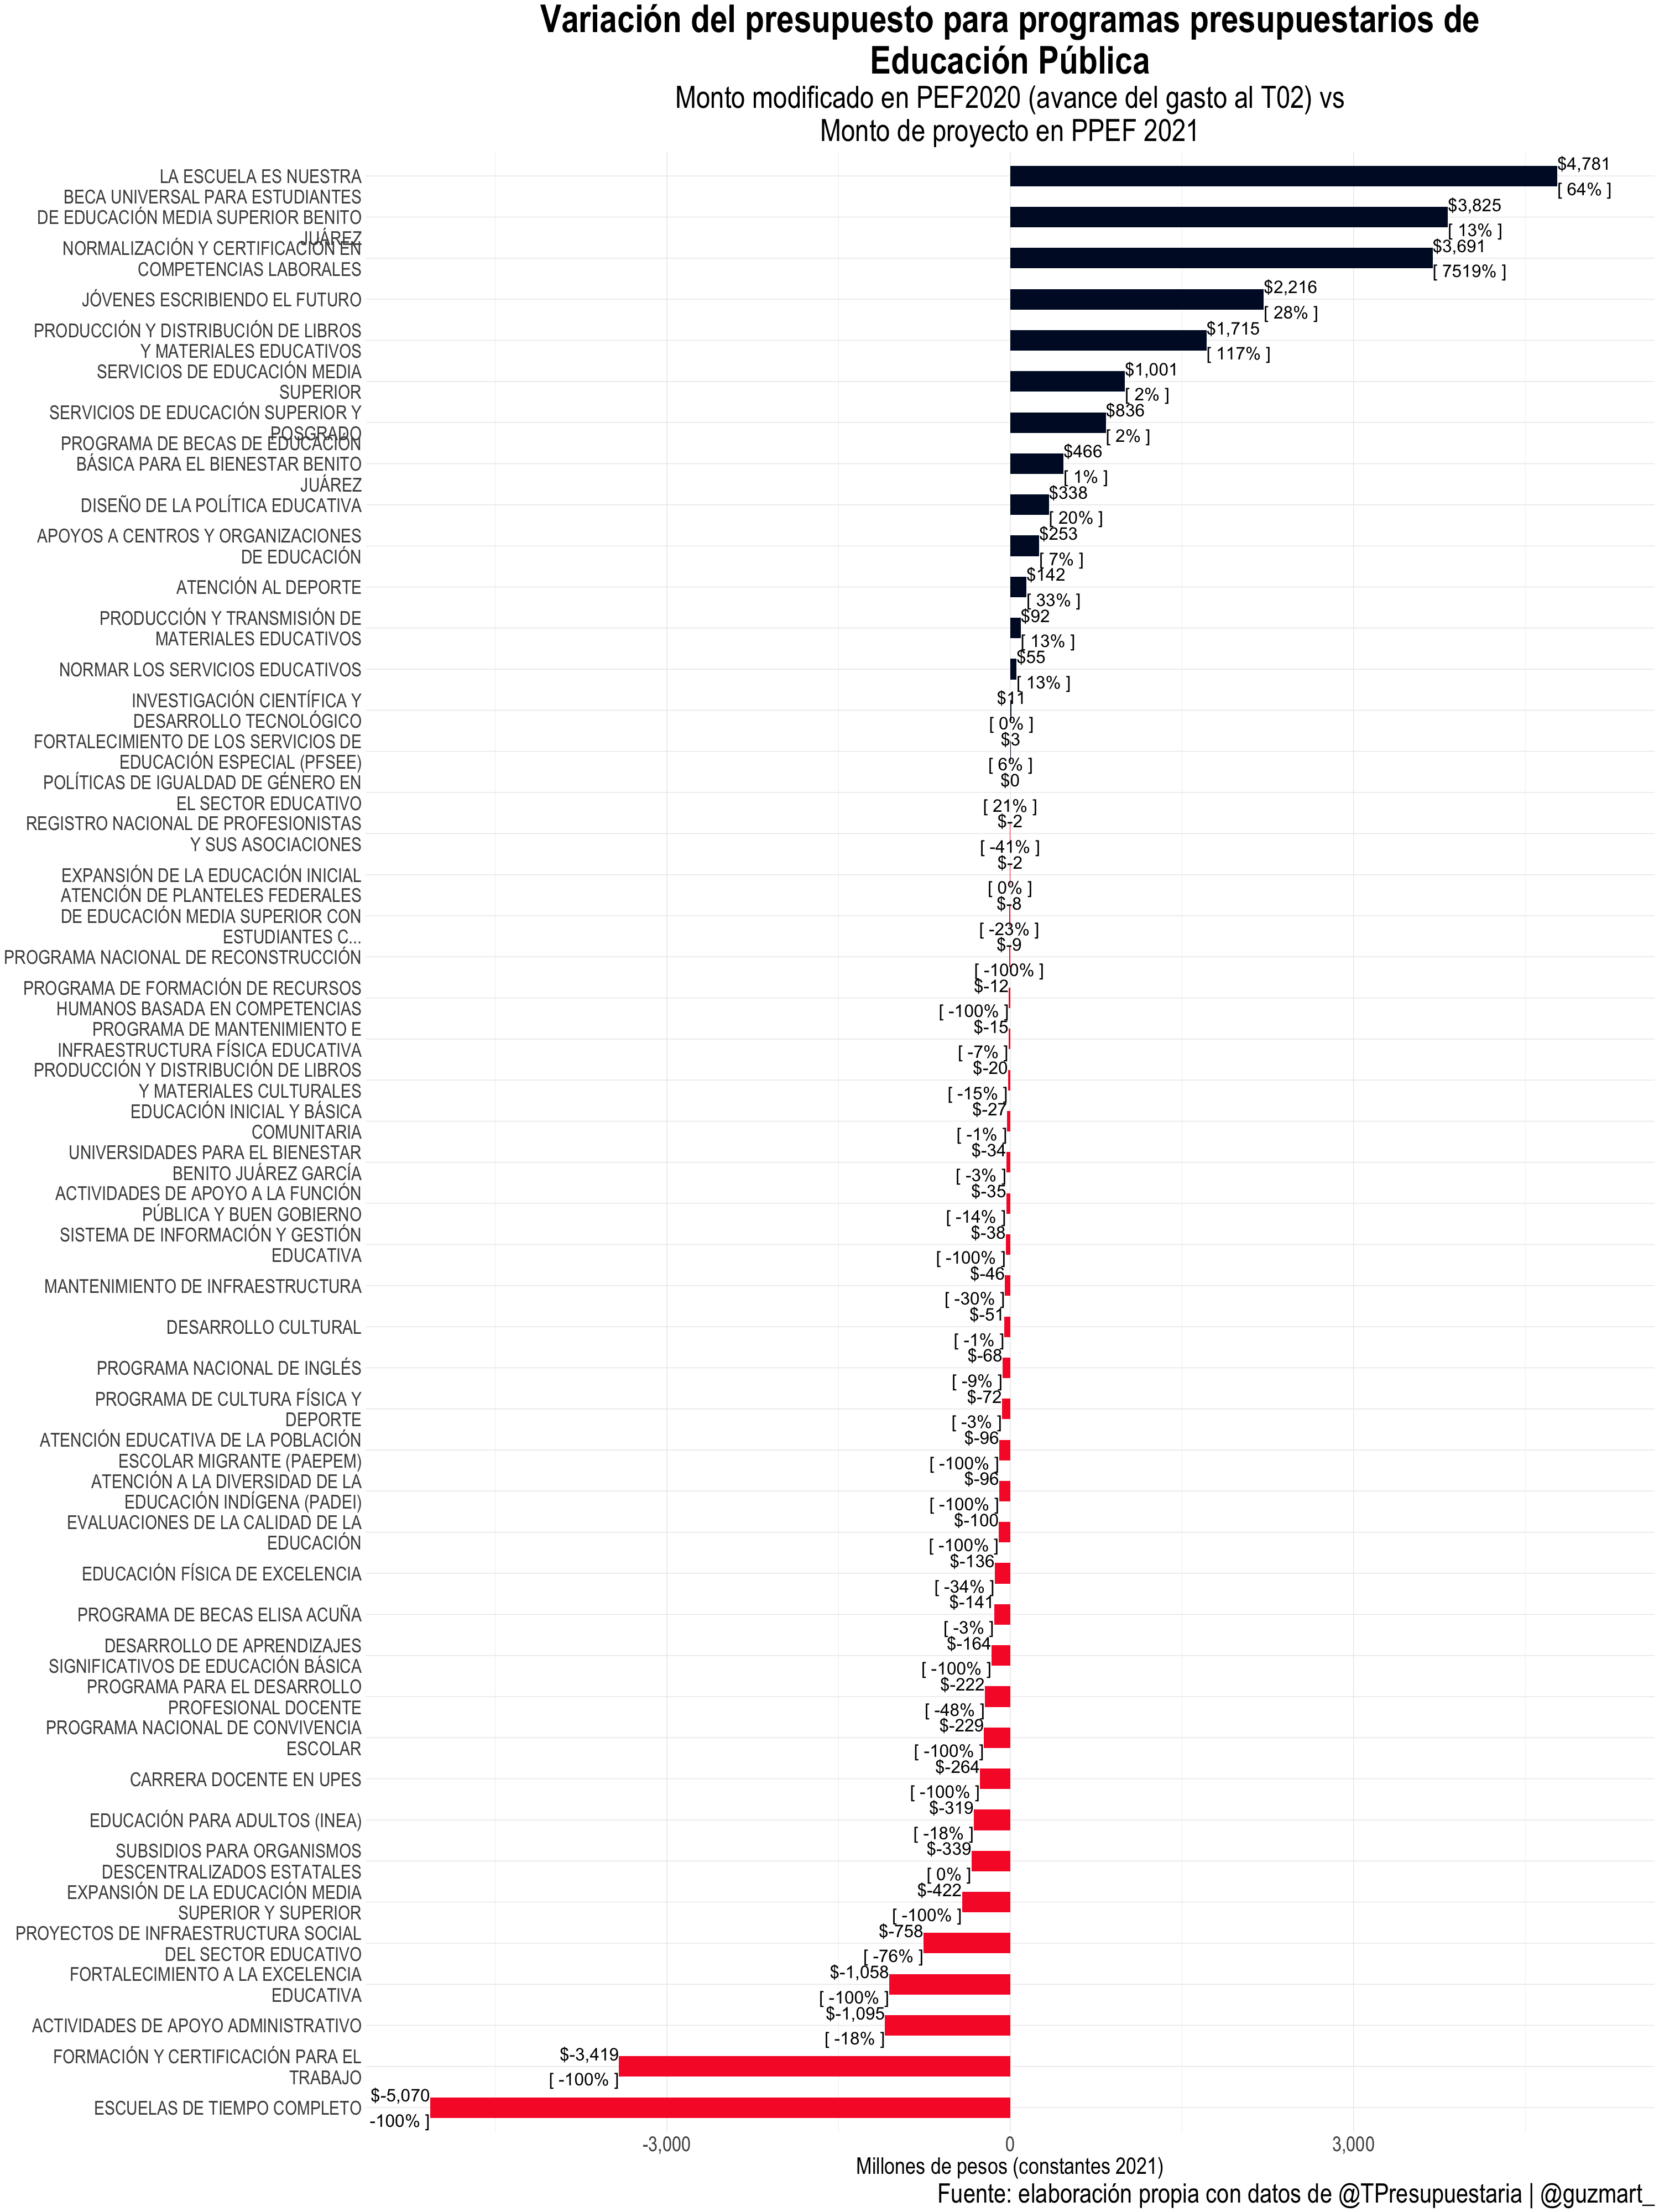 Variación del presupuesto para programas presupuestarios de
Educación Pública
Monto modificado en PEF2020 (avance del gasto al T02) vs
Monto de proyecto en PPEF 2021
LA ESCUELA ES NUESTRA
$4,781
[ 64% ]
BECA UNIVERSAL PARA ESTUDIANTES
DE EDUCACIÓN MEDIA SUPERIOR BENITO
JUÁREZ
$3,825
[ 13% ]
NORMALIZACIÓN Y CERTIFICACIÓN EN
COMPETENCIAS LABORALES
$3,691
[ 7519% ]
JÓVENES ESCRIBIENDO EL FUTURO
$2,216
[ 28% ]
PRODUCCIÓN Y DISTRIBUCIÓN DE LIBROS
Y MATERIALES EDUCATIVOS
$1,715
[ 117% ]
SERVICIOS DE EDUCACIÓN MEDIA
SUPERIOR
$1,001
[ 2% ]
SERVICIOS DE EDUCACIÓN SUPERIOR Y
POSGRADO
$836
[ 2% ]
PROGRAMA DE BECAS DE EDUCACIÓN
BÁSICA PARA EL BIENESTAR BENITO
JUÁREZ
$466
[ 1% ]
DISEÑO DE LA POLÍTICA EDUCATIVA
$338
[ 20% ]
APOYOS A CENTROS Y ORGANIZACIONES
DE EDUCACIÓN
$253
[ 7% ]
ATENCIÓN AL DEPORTE
$142
[ 33% ]
PRODUCCIÓN Y TRANSMISIÓN DE
MATERIALES EDUCATIVOS
$92
[ 13% ]
NORMAR LOS SERVICIOS EDUCATIVOS
$55
[ 13% ]
INVESTIGACIÓN CIENTÍFICA Y
DESARROLLO TECNOLÓGICO
$11
[ 0% ]
FORTALECIMIENTO DE LOS SERVICIOS DE
EDUCACIÓN ESPECIAL (PFSEE)
$3
[ 6% ]
POLÍTICAS DE IGUALDAD DE GÉNERO EN
EL SECTOR EDUCATIVO
$0
[ 21% ]
REGISTRO NACIONAL DE PROFESIONISTAS
Y SUS ASOCIACIONES
$-2
[ -41% ]
EXPANSIÓN DE LA EDUCACIÓN INICIAL
$-2
[ 0% ]
ATENCIÓN DE PLANTELES FEDERALES
DE EDUCACIÓN MEDIA SUPERIOR CON
ESTUDIANTES C...
$-8
[ -23% ]
PROGRAMA NACIONAL DE RECONSTRUCCIÓN
$-9
[ -100% ]
PROGRAMA DE FORMACIÓN DE RECURSOS
HUMANOS BASADA EN COMPETENCIAS
$-12
[ -100% ]
PROGRAMA DE MANTENIMIENTO E
INFRAESTRUCTURA FÍSICA EDUCATIVA
$-15
[ -7% ]
PRODUCCIÓN Y DISTRIBUCIÓN DE LIBROS
Y MATERIALES CULTURALES
$-20
[ -15% ]
EDUCACIÓN INICIAL Y BÁSICA
COMUNITARIA
$-27
[ -1% ]
UNIVERSIDADES PARA EL BIENESTAR
BENITO JUÁREZ GARCÍA
$-34
[ -3% ]
ACTIVIDADES DE APOYO A LA FUNCIÓN
PÚBLICA Y BUEN GOBIERNO
$-35
[ -14% ]
SISTEMA DE INFORMACIÓN Y GESTIÓN
EDUCATIVA
$-38
[ -100% ]
MANTENIMIENTO DE INFRAESTRUCTURA
$-46
[ -30% ]
DESARROLLO CULTURAL
$-51
[ -1% ]
PROGRAMA NACIONAL DE INGLÉS
$-68
[ -9% ]
PROGRAMA DE CULTURA FÍSICA Y
DEPORTE
$-72
[ -3% ]
ATENCIÓN EDUCATIVA DE LA POBLACIÓN
ESCOLAR MIGRANTE (PAEPEM)
$-96
[ -100% ]
ATENCIÓN A LA DIVERSIDAD DE LA
EDUCACIÓN INDÍGENA (PADEI)
$-96
[ -100% ]
EVALUACIONES DE LA CALIDAD DE LA
EDUCACIÓN
$-100
[ -100% ]
EDUCACIÓN FÍSICA DE EXCELENCIA
$-136
[ -34% ]
PROGRAMA DE BECAS ELISA ACUÑA
$-141
[ -3% ]
DESARROLLO DE APRENDIZAJES
SIGNIFICATIVOS DE EDUCACIÓN BÁSICA
$-164
[ -100% ]
PROGRAMA PARA EL DESARROLLO
PROFESIONAL DOCENTE
$-222
[ -48% ]
PROGRAMA NACIONAL DE CONVIVENCIA
ESCOLAR
$-229
[ -100% ]
CARRERA DOCENTE EN UPES
$-264
[ -100% ]
EDUCACIÓN PARA ADULTOS (INEA)
$-319
[ -18% ]
SUBSIDIOS PARA ORGANISMOS
DESCENTRALIZADOS ESTATALES
$-339
[ 0% ]
EXPANSIÓN DE LA EDUCACIÓN MEDIA
SUPERIOR Y SUPERIOR
$-422
[ -100% ]
PROYECTOS DE INFRAESTRUCTURA SOCIAL
DEL SECTOR EDUCATIVO
$-758
[ -76% ]
FORTALECIMIENTO A LA EXCELENCIA
EDUCATIVA
$-1,058
[ -100% ]
ACTIVIDADES DE APOYO ADMINISTRATIVO
$-1,095
[ -18% ]
FORMACIÓN Y CERTIFICACIÓN PARA EL
TRABAJO
$-3,419
[ -100% ]
ESCUELAS DE TIEMPO COMPLETO
$-5,070
-100% ]
-3,000
0
3,000
Millones de pesos (constantes 2021)
Fuente: elaboración propia con datos de @TPresupuestaria | @guzmart_